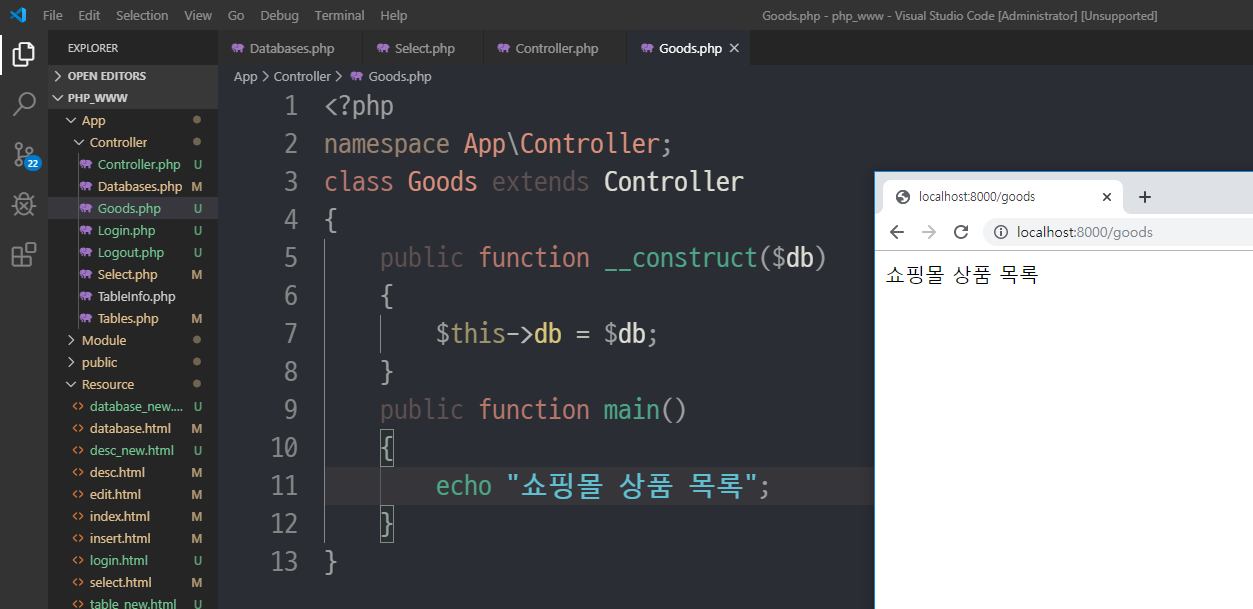 File Edit Selection View Go Debug Terminal Help
Goods.php - php_www - Visual Studio Code [Administrator] [Unsupported]
EXPLORER
OPEN EDITORS
PHP_WWW
App
Controller
Controller.php U
Databases.php M
Goods.php U
Login.php U
Logout.php U
Select.php M
TableInfo.php
Tables.php M
Module
public
Resource
database_new.... U
database.html M
desc_new.html U
desc.html M
edit.html M
index.html M
insert.html M
login.html U
select.html M
table_new.html U
22
Databases.php Select.php Controller.php Goods.php
App > Controller > Goods.php
1 <?php
2 namespace App\Controller;
3 class Goods extends Controller
4 {
5 public function __construct($db)
6 {
7 $this->db = $db;
8 }
9 public function main()
10 {
11 echo "쇼핑몰 상품 목록";
12 }
13 }
localhost:8000/goods
localhost:8000/goods
쇼핑몰 상품 목록